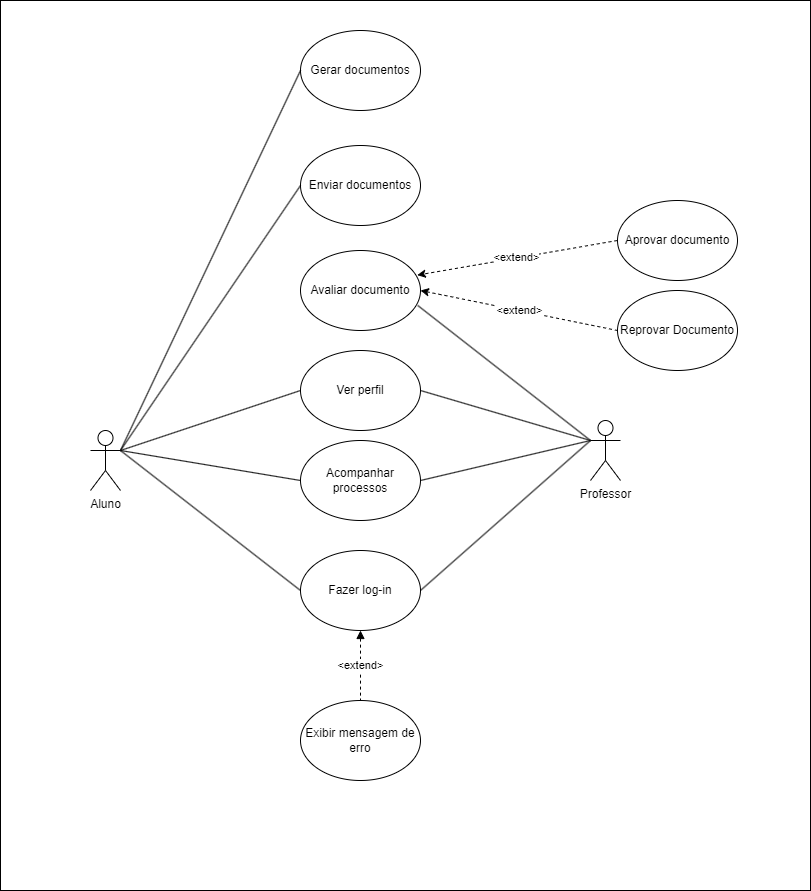 Gerar documentos
Enviar documentos
Aprovar documento
<extend>
Avaliar documento
<extend>
Reprovar Documento
Ver perfil
Acompanhar
processos
Aluno
Professor
Fazer log-in
<extend>
Exibir mensagem de
erro